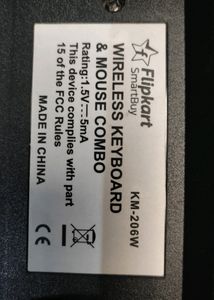 Flipkart
SmartBuy
KM-206W
WIRELESS KEYBOARD
& MOUSE COMBO
Rating:1.5V⎓5mA
This device complies with part
15 of the FCC Rules
MADE IN CHINA
CE